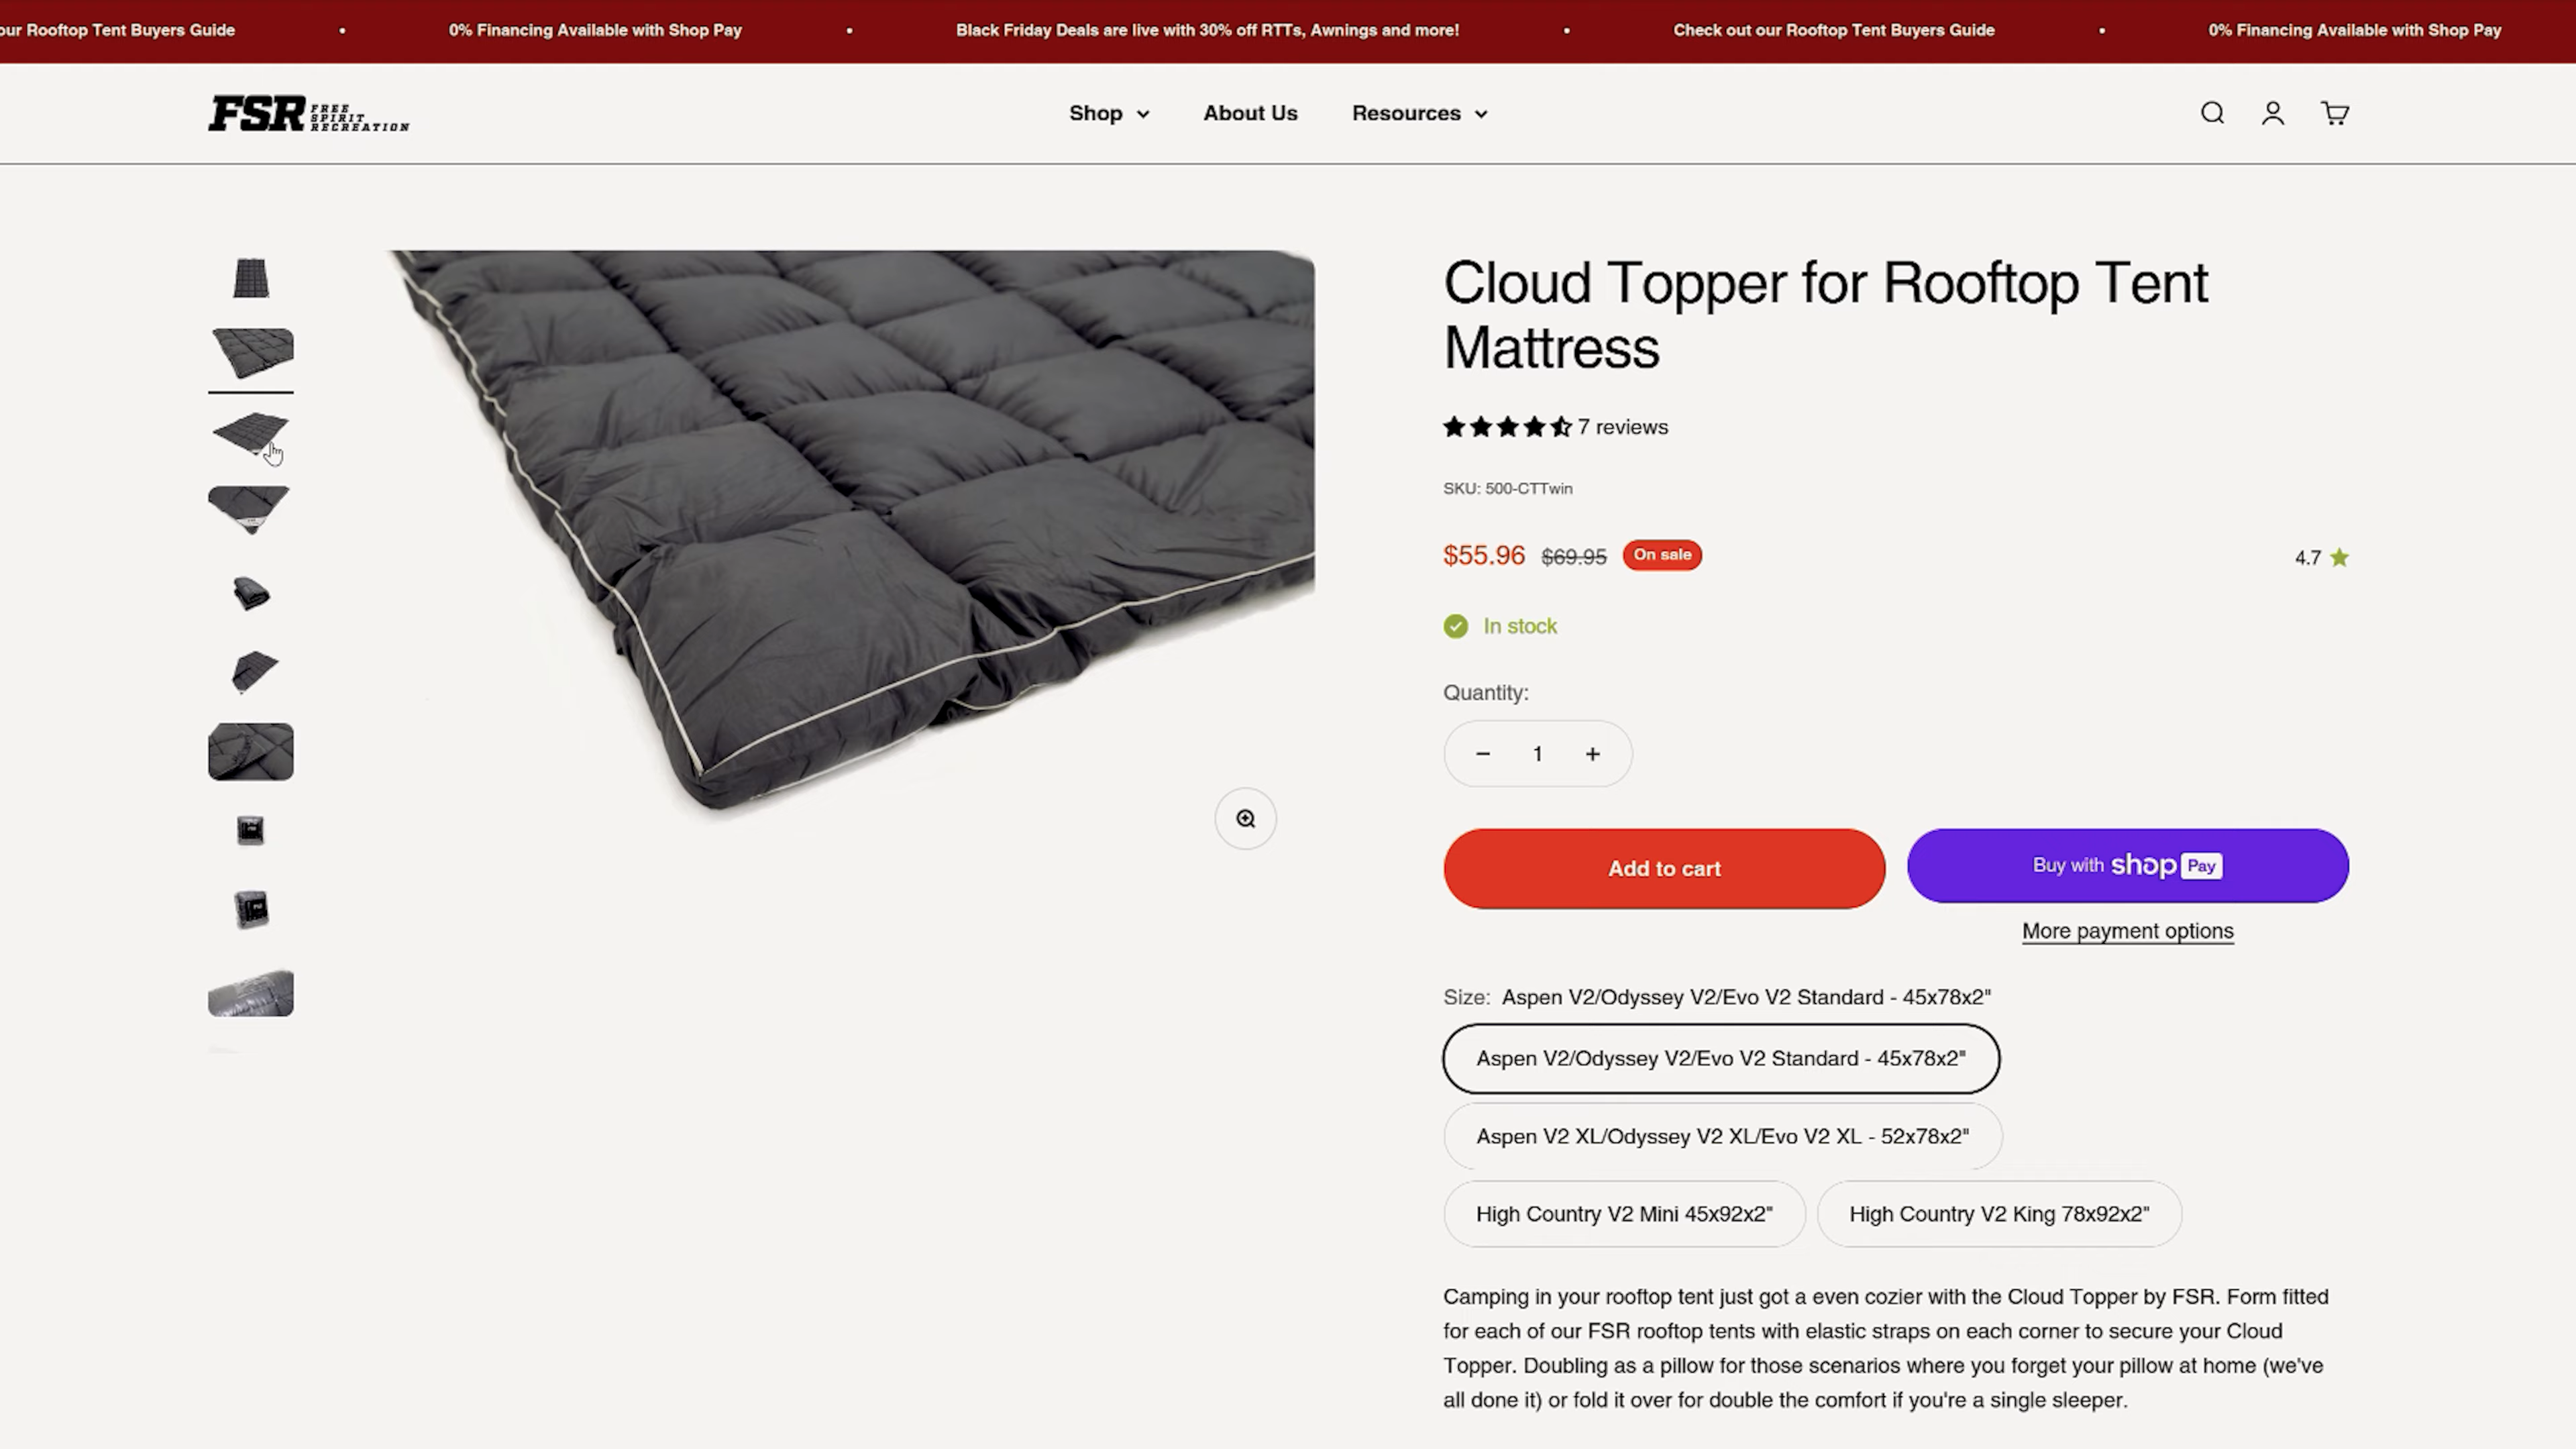 our Rooftop Tent Buyers Guide • 0% Financing Available with Shop Pay • Black Friday Deals are live with 30% off RTTs, Awnings and more! • Check out our Rooftop Tent Buyers Guide • 0% Financing Available with Shop Pay
FSR FREE SPIRIT RECREATION
Shop About Us Resources
Cloud Topper for Rooftop Tent
Mattress
7 reviews
SKU: 500-CTTwin
$55.96 $69.95 On sale 4.7
In stock
Quantity:
− 1 +
Add to cart
Buy with shop Pay
More payment options
Size: Aspen V2/Odyssey V2/Evo V2 Standard - 45x78x2"
Aspen V2/Odyssey V2/Evo V2 Standard - 45x78x2"
Aspen V2 XL/Odyssey V2 XL/Evo V2 XL - 52x78x2"
High Country V2 Mini 45x92x2" High Country V2 King 78x92x2"
Camping in your rooftop tent just got a even cozier with the Cloud Topper by FSR. Form fitted
for each of our FSR rooftop tents with elastic straps on each corner to secure your Cloud
Topper. Doubling as a pillow for those scenarios where you forget your pillow at home (we've
all done it) or fold it over for double the comfort if you're a single sleeper.